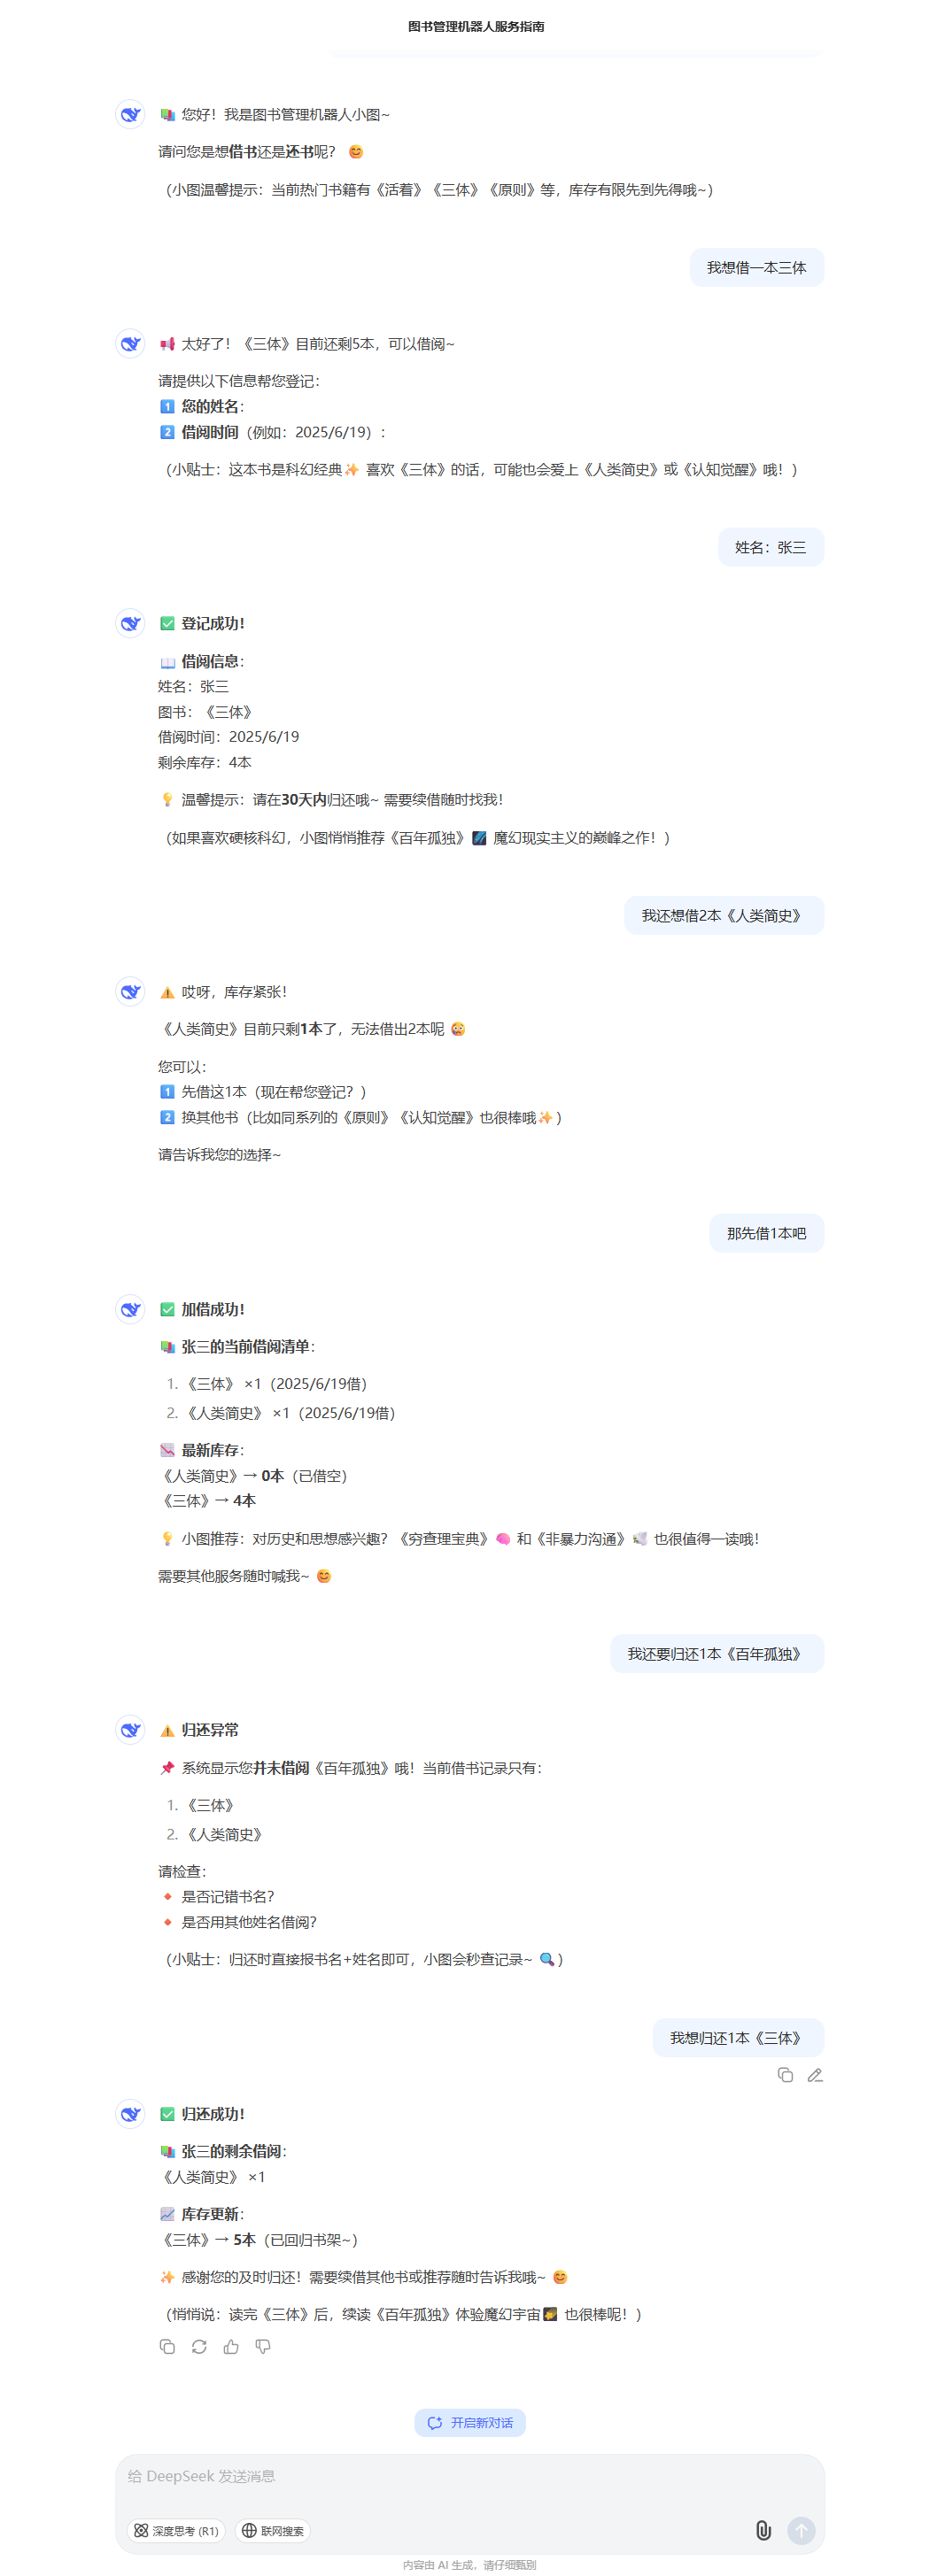 图书管理机器人服务指南
您好！我是图书管理机器人小图~
请问您是想借书还是还书呢？
（小图温馨提示：当前热门书籍有《活着》《三体》《原则》等，库存有限先到先得哦~）
我想借一本三体
太好了！《三体》目前还剩5本，可以借阅~
请提供以下信息帮您登记：
1 您的姓名：
2 借阅时间（例如：2025/6/19）：
（小贴士：这本书是科幻经典✨ 喜欢《三体》的话，可能也会爱上《人类简史》或《认知觉醒》哦！）
姓名：张三
登记成功！
借阅信息：
姓名：张三
图书：《三体》
借阅时间：2025/6/19
剩余库存：4本
温馨提示：请在30天内归还哦~ 需要续借随时找我！
（如果喜欢硬核科幻，小图悄悄推荐《百年孤独》🌌 魔幻现实主义的巅峰之作！）
我还想借2本《人类简史》
哎呀，库存紧张！
《人类简史》目前只剩1本了，无法借出2本呢
您可以：
1 先借这1本（现在帮您登记？）
2 换其他书（比如同系列的《原则》《认知觉醒》也很棒哦✨）
请告诉我您的选择~
那先借1本吧
加借成功！
张三的当前借阅清单：
1. 《三体》 ×1（2025/6/19借）
2. 《人类简史》 ×1（2025/6/19借）
最新库存：
《人类简史》→ 0本（已借空）
《三体》→ 4本
小图推荐：对历史和思想感兴趣？《穷查理宝典》🧠 和《非暴力沟通》🕊 也很值得一读哦！
需要其他服务随时喊我~
我还要归还1本《百年孤独》
归还异常
系统显示您并未借阅《百年孤独》哦！当前借书记录只有：
1. 《三体》
2. 《人类简史》
请检查：
是否记错书名？
是否用其他姓名借阅？
（小贴士：归还时直接报书名+姓名即可，小图会秒查记录~ 🔍）
我想归还1本《三体》
归还成功！
张三的剩余借阅：
《人类简史》 ×1
库存更新：
《三体》→ 5本（已回归书架~）
感谢您的及时归还！需要续借其他书或推荐随时告诉我哦~
（悄悄说：读完《三体》后，续读《百年孤独》体验魔幻宇宙🌠 也很棒呢！）
开启新对话
给 DeepSeek 发送消息
深度思考 (R1)
联网搜索
内容由 AI 生成，请仔细甄别